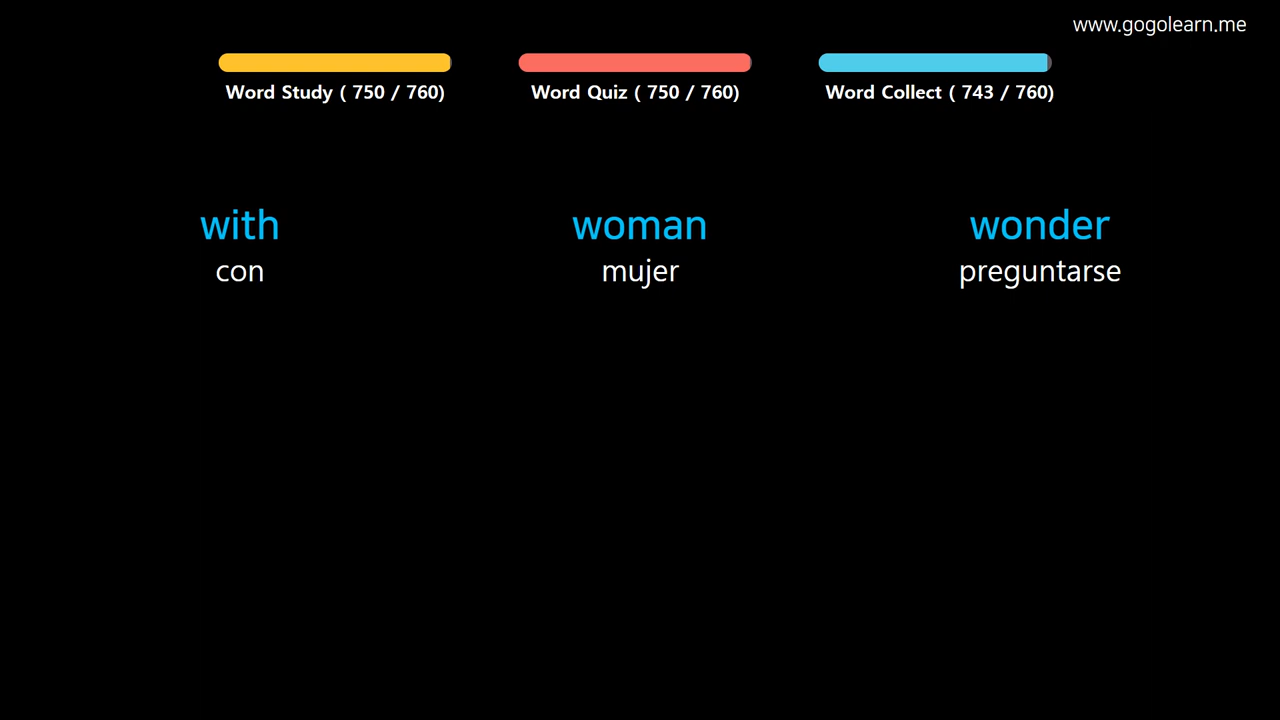 www.gogolearn.me
Word Study ( 750 / 760)
Word Quiz ( 750 / 760)
Word Collect ( 743 / 760)
with
con
woman
mujer
wonder
preguntarse